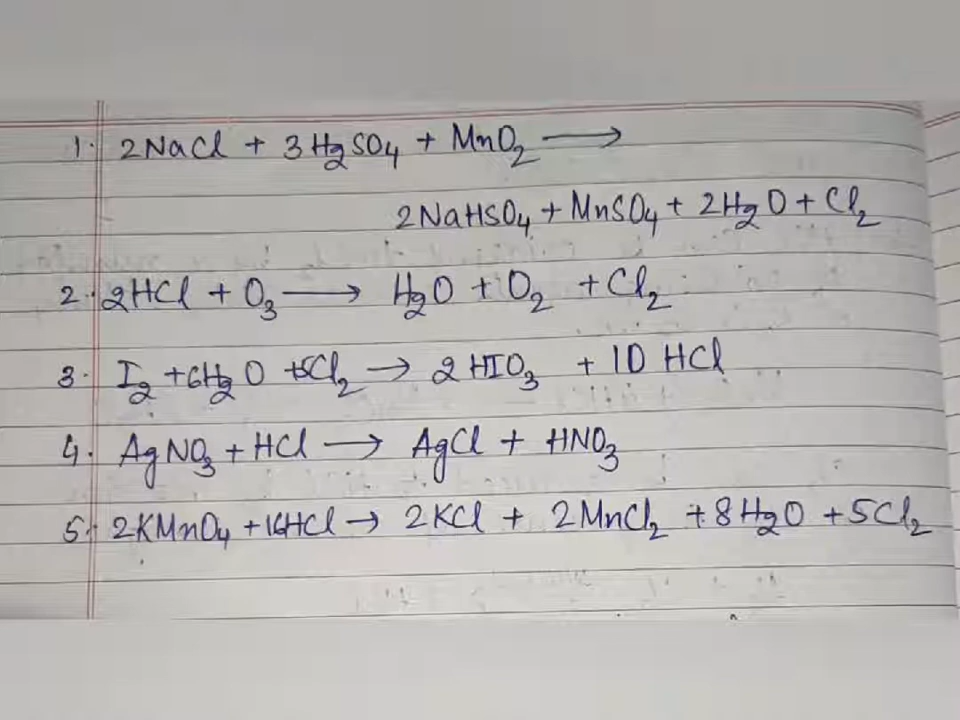 1. 2NaCl + 3H₂SO₄ + MnO₂ ⟶
2NaHSO₄ + MnSO₄ + 2H₂O + Cl₂
2. 2HCl + O₃ ⟶ H₂O + O₂ + Cl₂
3. I₂ + 6H₂O + 5Cl₂ → 2HIO₃ + 10 HCl
4. AgNO₃ + HCl ⟶ AgCl + HNO₃
5. 2KMnO₄ + 16HCl → 2KCl + 2MnCl₂ + 8H₂O + 5Cl₂